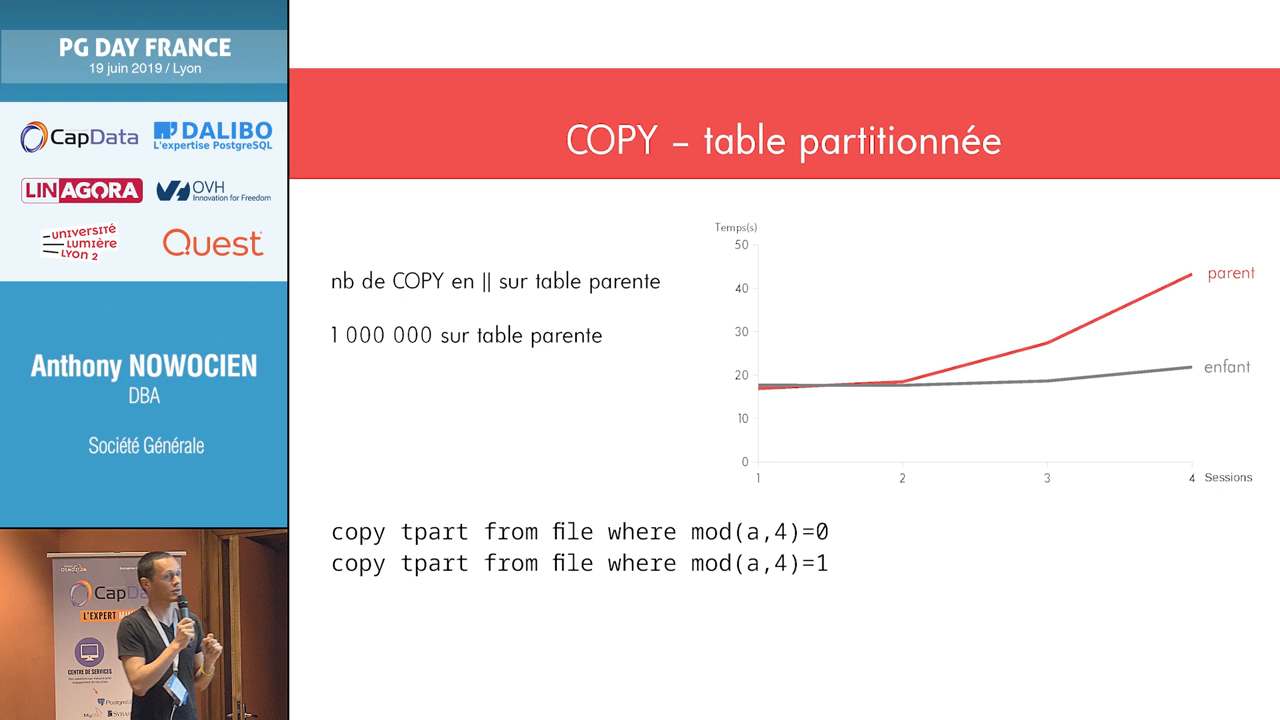 PG DAY FRANCE
19 juin 2019 / Lyon
CapData
DALIBO
L'expertise PostgreSQL
LINAGORA
OVH
Innovation for Freedom
UNIVERSITÉ
LUMIÈRE
LYON 2
Quest
Anthony NOWOCIEN
DBA
Société Générale
COPY – table partitionnée
nb de COPY en || sur table parente
1 000 000 sur table parente
Temps(s)
50
40
30
20
10
0
1
2
3
4
Sessions
parent
enfant
copy tpart from file where mod(a,4)=0
copy tpart from file where mod(a,4)=1
CapDa
L'EXPERT
CENTRE DE SERVICES